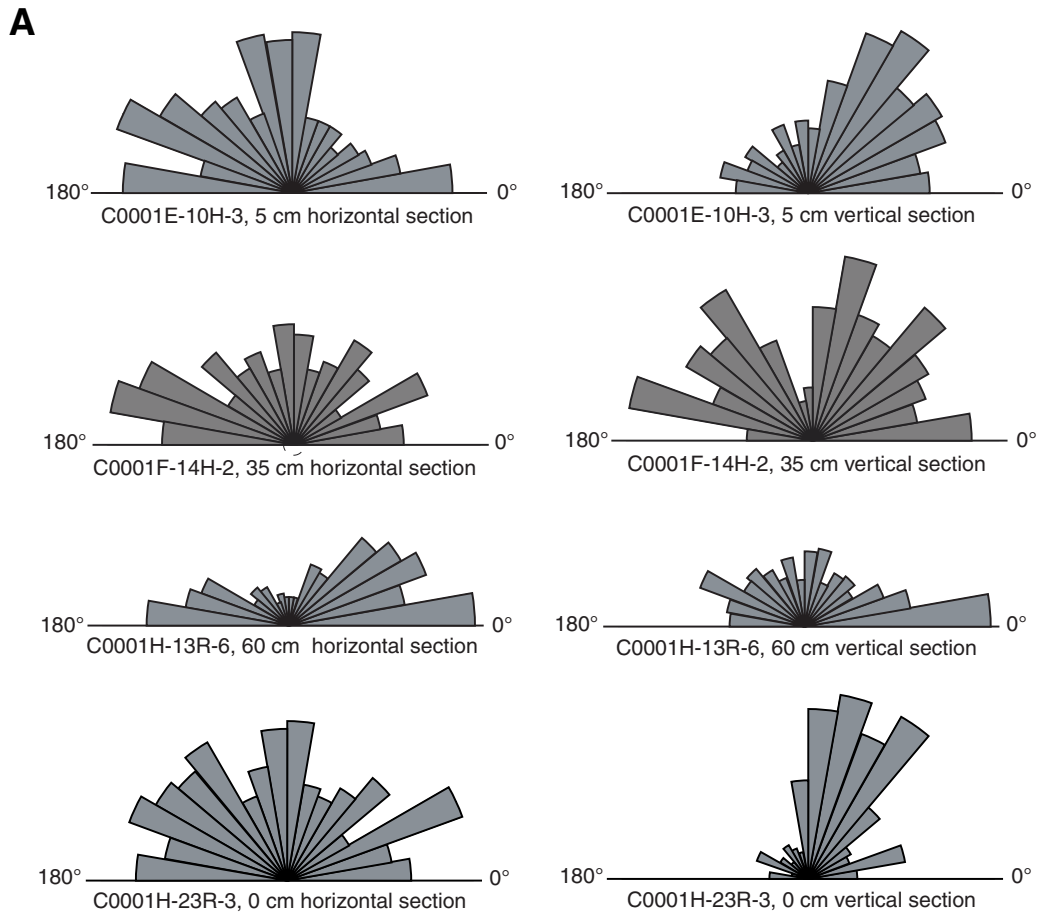 A
180° 0° 180° 0°
C0001E-10H-3, 5 cm horizontal section C0001E-10H-3, 5 cm vertical section
180° 0° 180° 0°
C0001F-14H-2, 35 cm horizontal section C0001F-14H-2, 35 cm vertical section
180° 0° 180° 0°
C0001H-13R-6, 60 cm horizontal section C0001H-13R-6, 60 cm vertical section
180° 0° 180° 0°
C0001H-23R-3, 0 cm horizontal section C0001H-23R-3, 0 cm vertical section